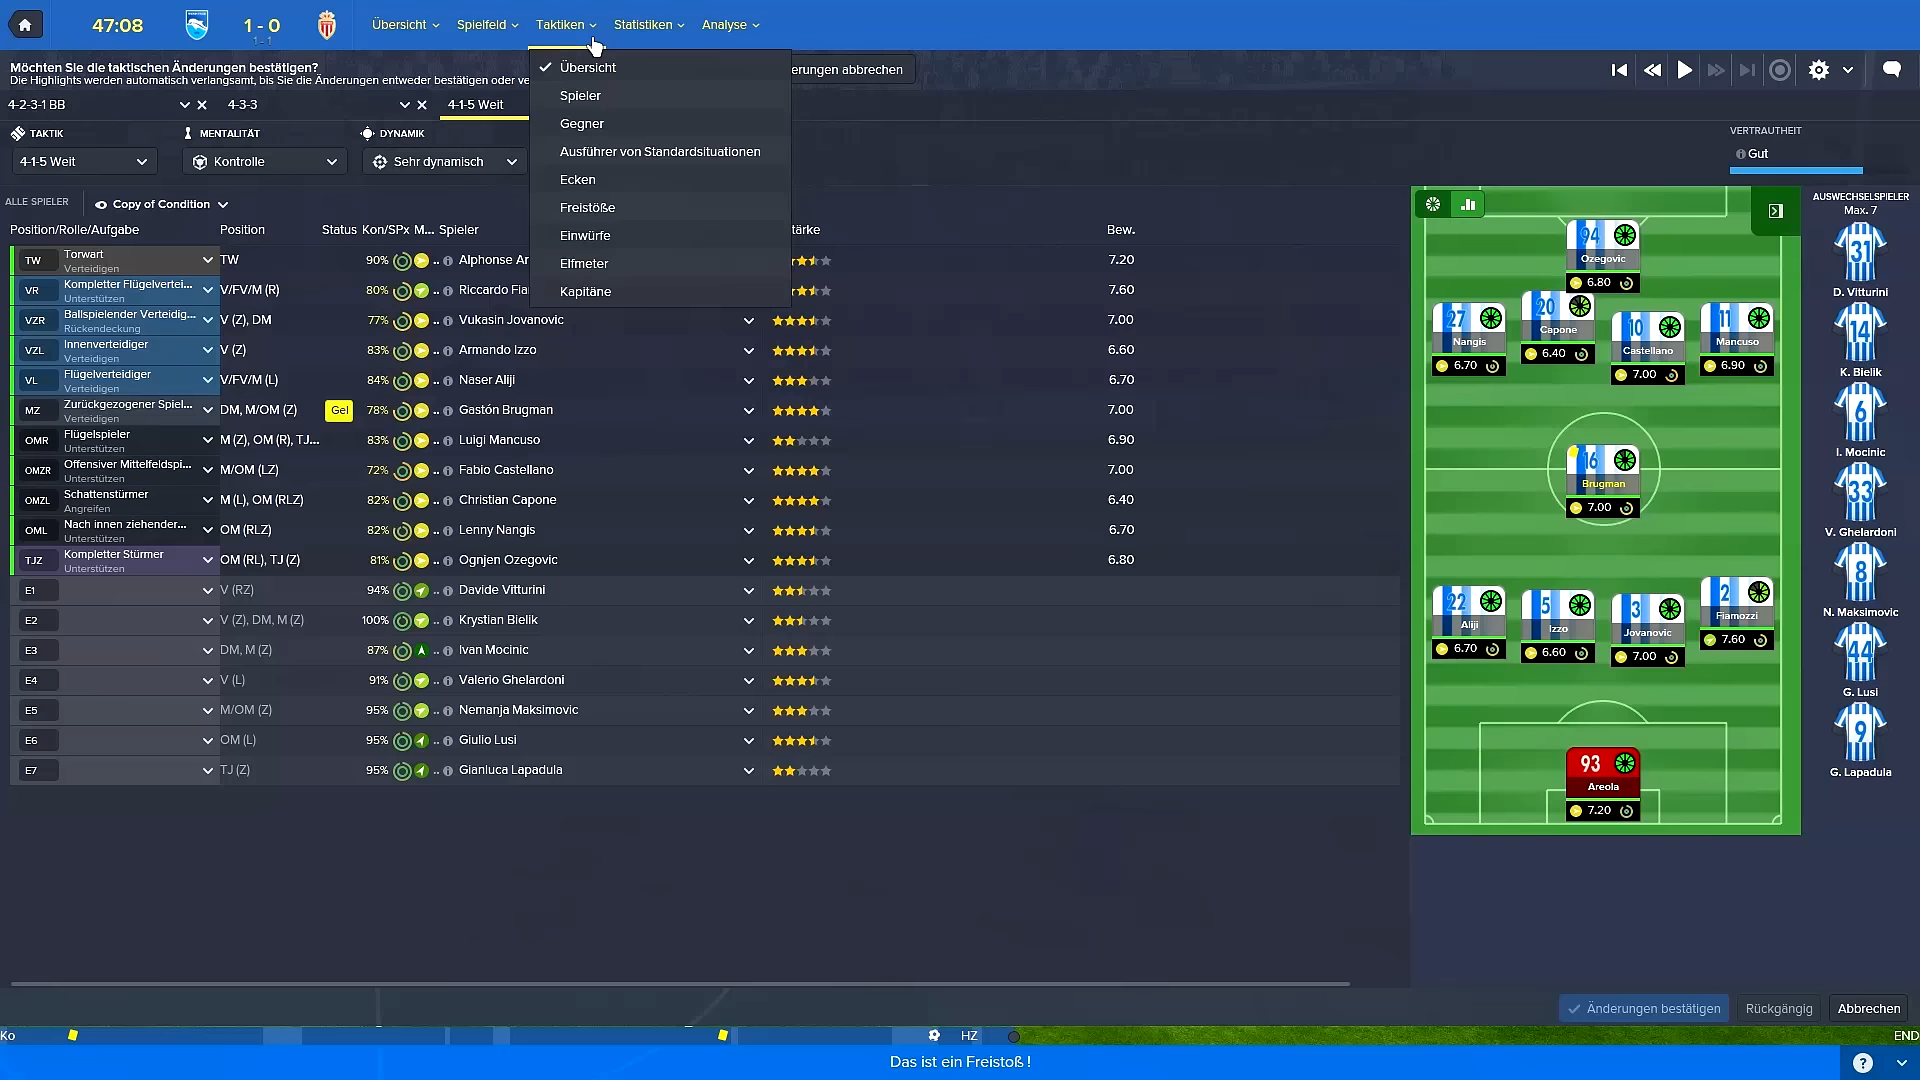 47:08
1 - 0
1 - 1
Übersicht
Spielfeld
Taktiken
Statistiken
Analyse
Möchten Sie die taktischen Änderungen bestätigen?
Die Highlights werden automatisch verlangsamt, bis Sie die Änderungen entweder bestätigen oder ve
erungen abbrechen
4-2-3-1 BB
4-3-3
4-1-5 Weit
Übersicht
Spieler
Gegner
Ausführer von Standardsituationen
Ecken
Freistöße
Einwürfe
Elfmeter
Kapitäne
TAKTIK
MENTALITÄT
DYNAMIK
VERTRAUTHEIT
4-1-5 Weit
Kontrolle
Sehr dynamisch
Gut
ALLE SPIELER
Copy of Condition
Position/Rolle/Aufgabe Position Status Kon/SPx M... Spieler tärke Bew.
TW Torwart Verteidigen TW 90% .. Alphonse Ar 7.20
VR Kompletter Flügelvertei... Unterstützen V/FV/M (R) 80% .. Riccardo Fia 7.60
VZR Ballspielender Verteidig... Rückendeckung V (Z), DM 77% .. Vukasin Jovanovic 7.00
VZL Innenverteidiger Verteidigen V (Z) 83% .. Armando Izzo 6.60
VL Flügelverteidiger Verteidigen V/FV/M (L) 84% .. Naser Aliji 6.70
MZ Zurückgezogener Spiel... Verteidigen DM, M/OM (Z) Gel 78% .. Gastón Brugman 7.00
OMR Flügelspieler Unterstützen M (Z), OM (R), TJ... 83% .. Luigi Mancuso 6.90
OMZR Offensiver Mittelfeldspi... Unterstützen M/OM (LZ) 72% .. Fabio Castellano 7.00
OMZL Schattenstürmer Angreifen M (L), OM (RLZ) 82% .. Christian Capone 6.40
OML Nach innen ziehender... Unterstützen OM (RLZ) 82% .. Lenny Nangis 6.70
TJZ Kompletter Stürmer Unterstützen OM (RL), TJ (Z) 81% .. Ognjen Ozegovic 6.80
E1 V (RZ) 94% .. Davide Vitturini
E2 V (Z), DM, M (Z) 100% .. Krystian Bielik
E3 DM, M (Z) 87% .. Ivan Mocinic
E4 V (L) 91% .. Valerio Ghelardoni
E5 M/OM (Z) 95% .. Nemanja Maksimovic
E6 OM (L) 95% .. Giulio Lusi
E7 TJ (Z) 95% .. Gianluca Lapadula
94
Ozegovic
6.80
27
Nangis
6.70
20
Capone
6.40
10
Castellano
7.00
11
Mancuso
6.90
16
Brugman
7.00
22
Aliji
6.70
5
Izzo
6.60
3
Jovanovic
7.00
2
Fiamozzi
7.60
93
Areola
7.20
AUSWECHSELSPIELER
Max. 7
31
D. Vitturini
14
K. Bielik
6
I. Mocinic
33
V. Ghelardoni
8
N. Maksimovic
44
G. Lusi
9
G. Lapadula
Änderungen bestätigen
Rückgängig
Abbrechen
Ko
HZ
END
Das ist ein Freistoß !
?